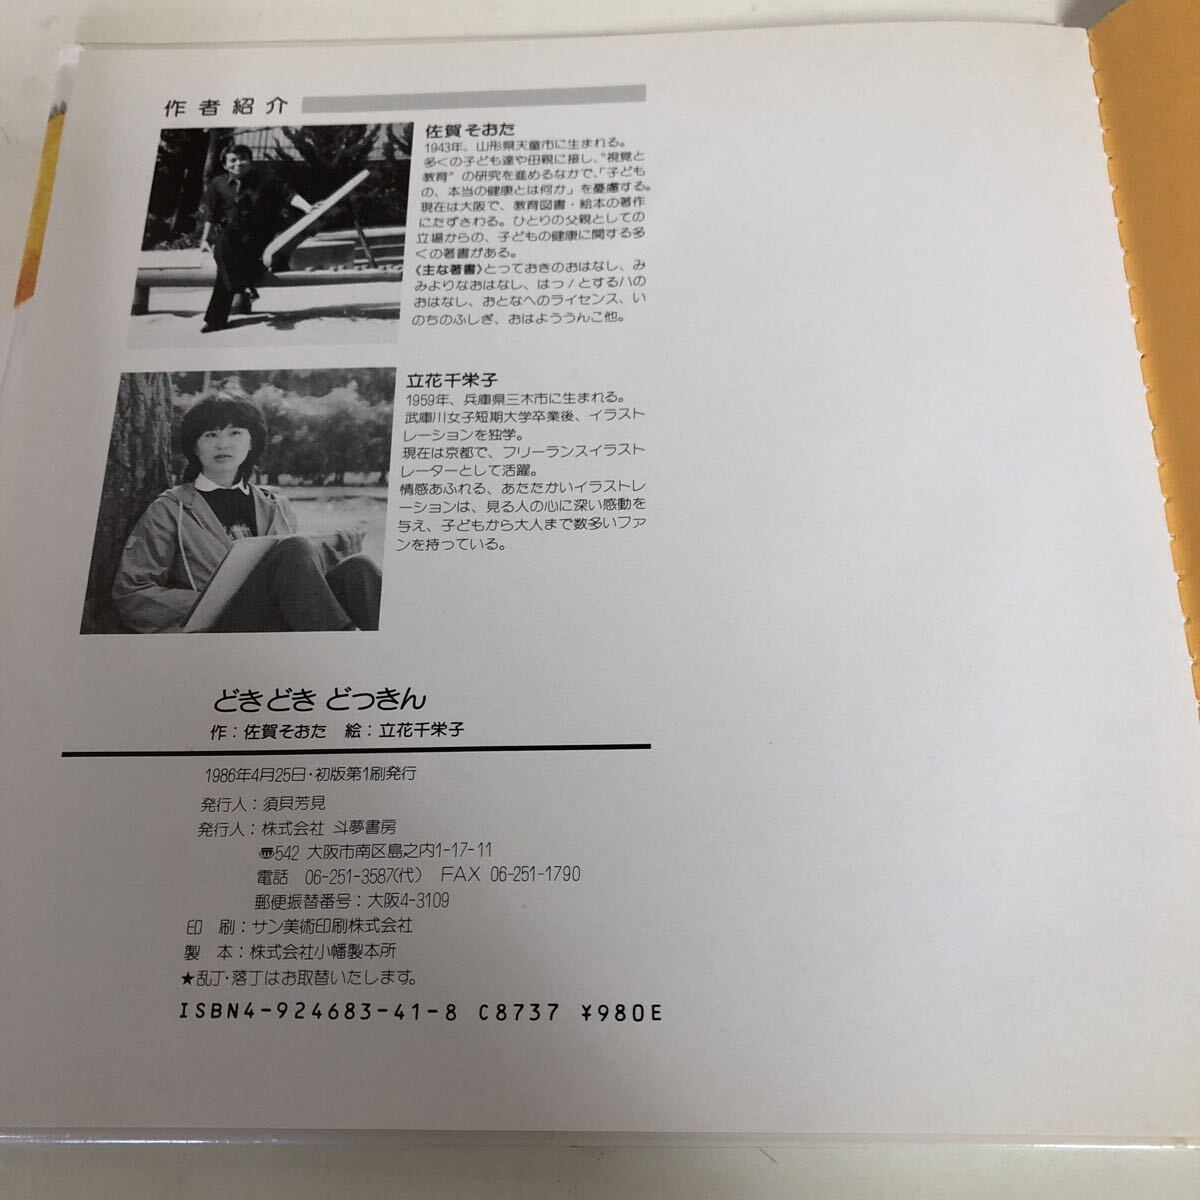 作者紹介
佐賀そおた
1943年、山形県天童市に生まれる。
多くの子ども達や母親に接し、“視覚と
教育”の研究を進めるなかで、「子ども
の、本当の健康とは何か」を憂慮する。
現在は大阪で、教育図書・絵本の著作
にたずさわる。ひとりの父親としての
立場からの、子どもの健康に関する多
くの著書がある。
《主な著書》とっておきのおはなし、み
みよりなおはなし、はっ!とするハの
おはなし、おとなへのライセンス、い
のちのふしぎ、おはよううんこ他。
立花千栄子
1959年、兵庫県三木市に生まれる。
武庫川女子短期大学卒業後、イラスト
レーションを独学。
現在は京都で、フリーランスイラスト
レーターとして活躍。
情感あふれる、あたたかいイラストレ
ーションは、見る人の心に深い感動を
与え、子どもから大人まで数多いファ
ンを持っている。
どきどき どっきん
作:佐賀そおた 絵:立花千栄子
1986年4月25日・初版第1刷発行
発行人:須貝芳見
発行人:株式会社 斗夢書房
〠542 大阪市南区島之内1-17-11
電話 06-251-3587(代) FAX 06-251-1790
郵便振替番号:大阪4-3109
印 刷:サン美術印刷株式会社
製 本:株式会社小幡製本所
★乱丁・落丁はお取替いたします。
ISBN4-924683-41-8 C8737 ¥980E